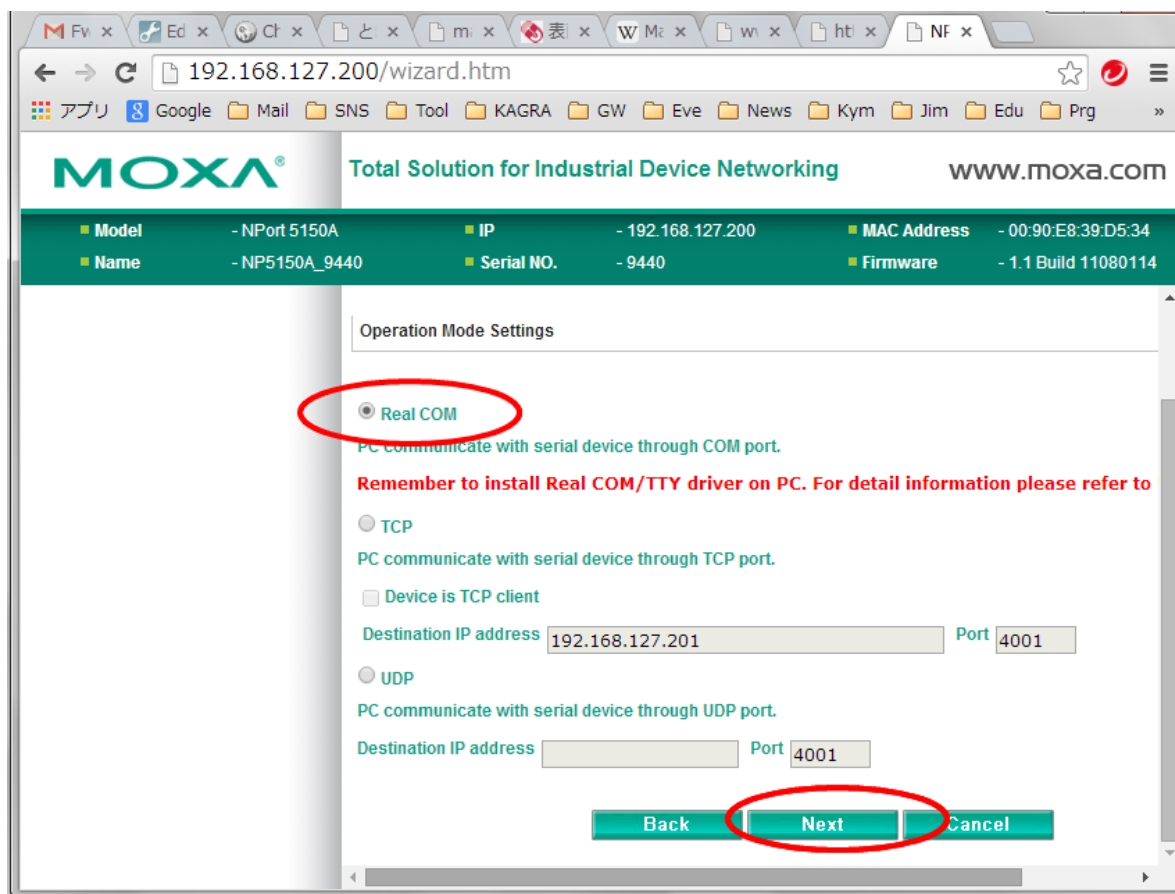 Fw Ed Ch と m 表 W Ma w ht NF
192.168.127.200/wizard.htm
アプリ 8 Google Mail SNS Tool KAGRA GW Eve News Kym Jim Edu Prg »
MOXA® Total Solution for Industrial Device Networking www.moxa.com
Model - NPort 5150A IP - 192.168.127.200 MAC Address - 00:90:E8:39:D5:34
Name - NP5150A_9440 Serial NO. - 9440 Firmware - 1.1 Build 11080114
Operation Mode Settings
Real COM
PC communicate with serial device through COM port.
Remember to install Real COM/TTY driver on PC. For detail information please refer to
TCP
PC communicate with serial device through TCP port.
Device is TCP client
Destination IP address 192.168.127.201 Port 4001
UDP
PC communicate with serial device through UDP port.
Destination IP address Port 4001
Back Next Cancel